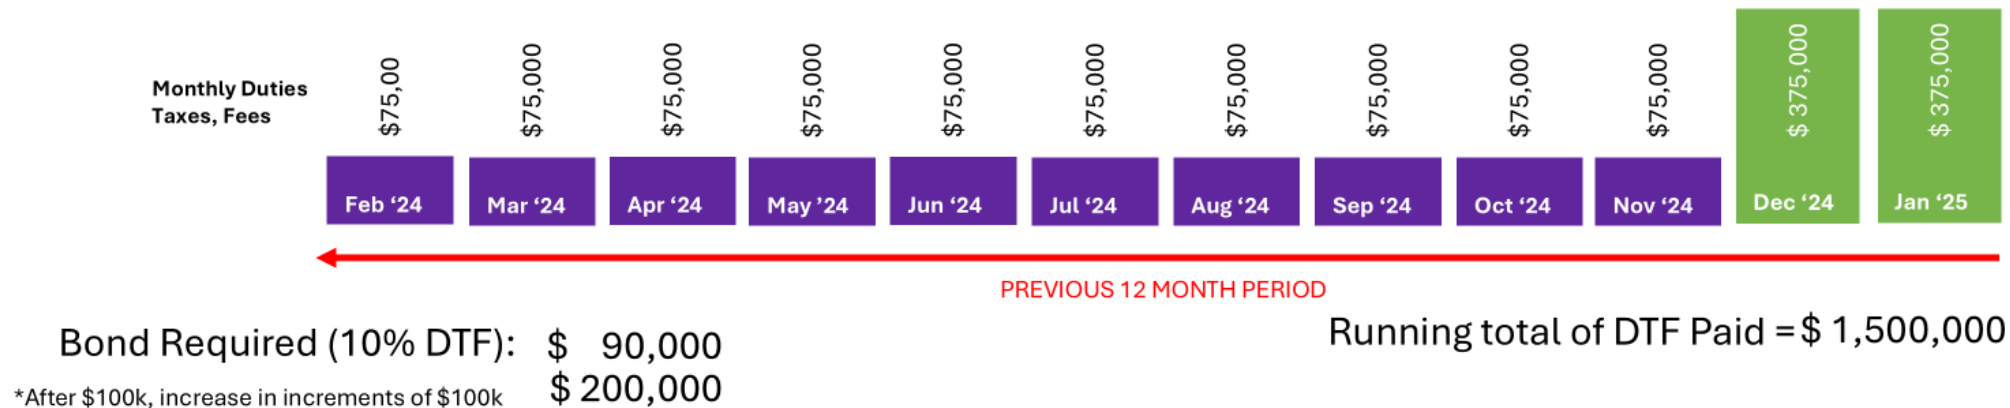 Monthly Duties
Taxes, Fees
$75,00
$75,000
$75,000
$75,000
$75,000
$75,000
$75,000
$75,000
$75,000
$75,000
$ 375,000
$ 375,000
Feb ‘24
Mar ‘24
Apr ‘24
May ’24
Jun ‘24
Jul ‘24
Aug ‘24
Sep ‘24
Oct ‘24
Nov ‘24
Dec ‘24
Jan ‘25
PREVIOUS 12 MONTH PERIOD
Running total of DTF Paid = $ 1,500,000
Bond Required (10% DTF): $ 90,000
$ 200,000
*After $100k, increase in increments of $100k